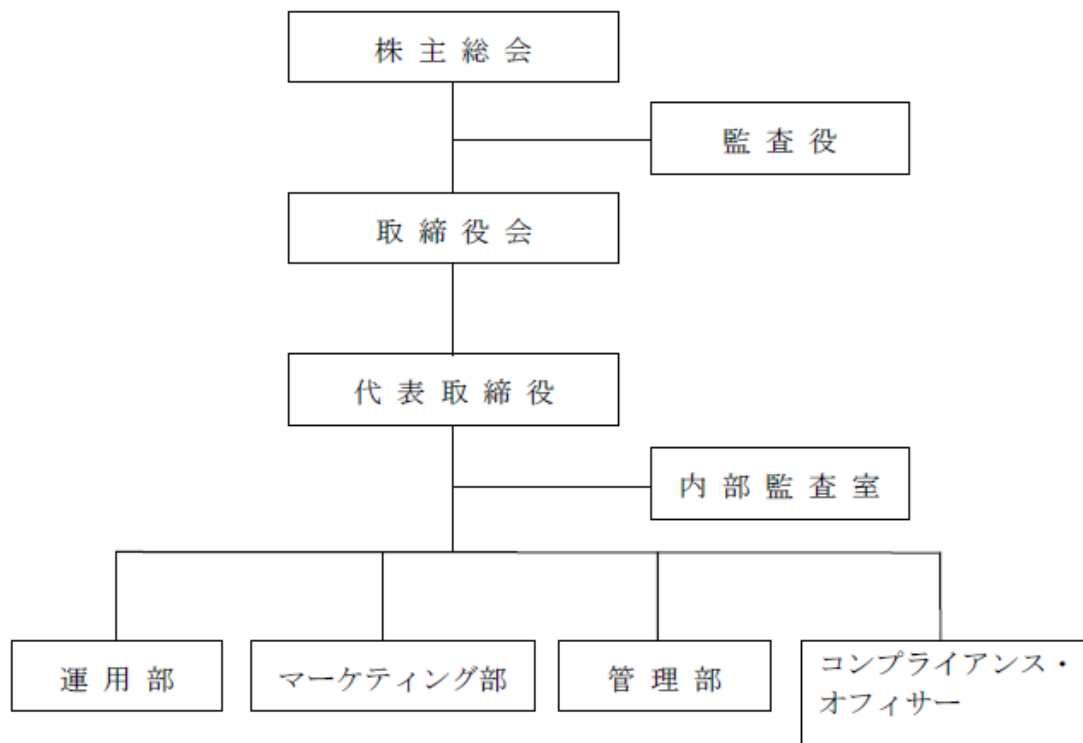 株主総会
監査役
取締役会
代表取締役
内部監査室
運用部
マーケティング部
管理部
コンプライアンス・
オフィサー